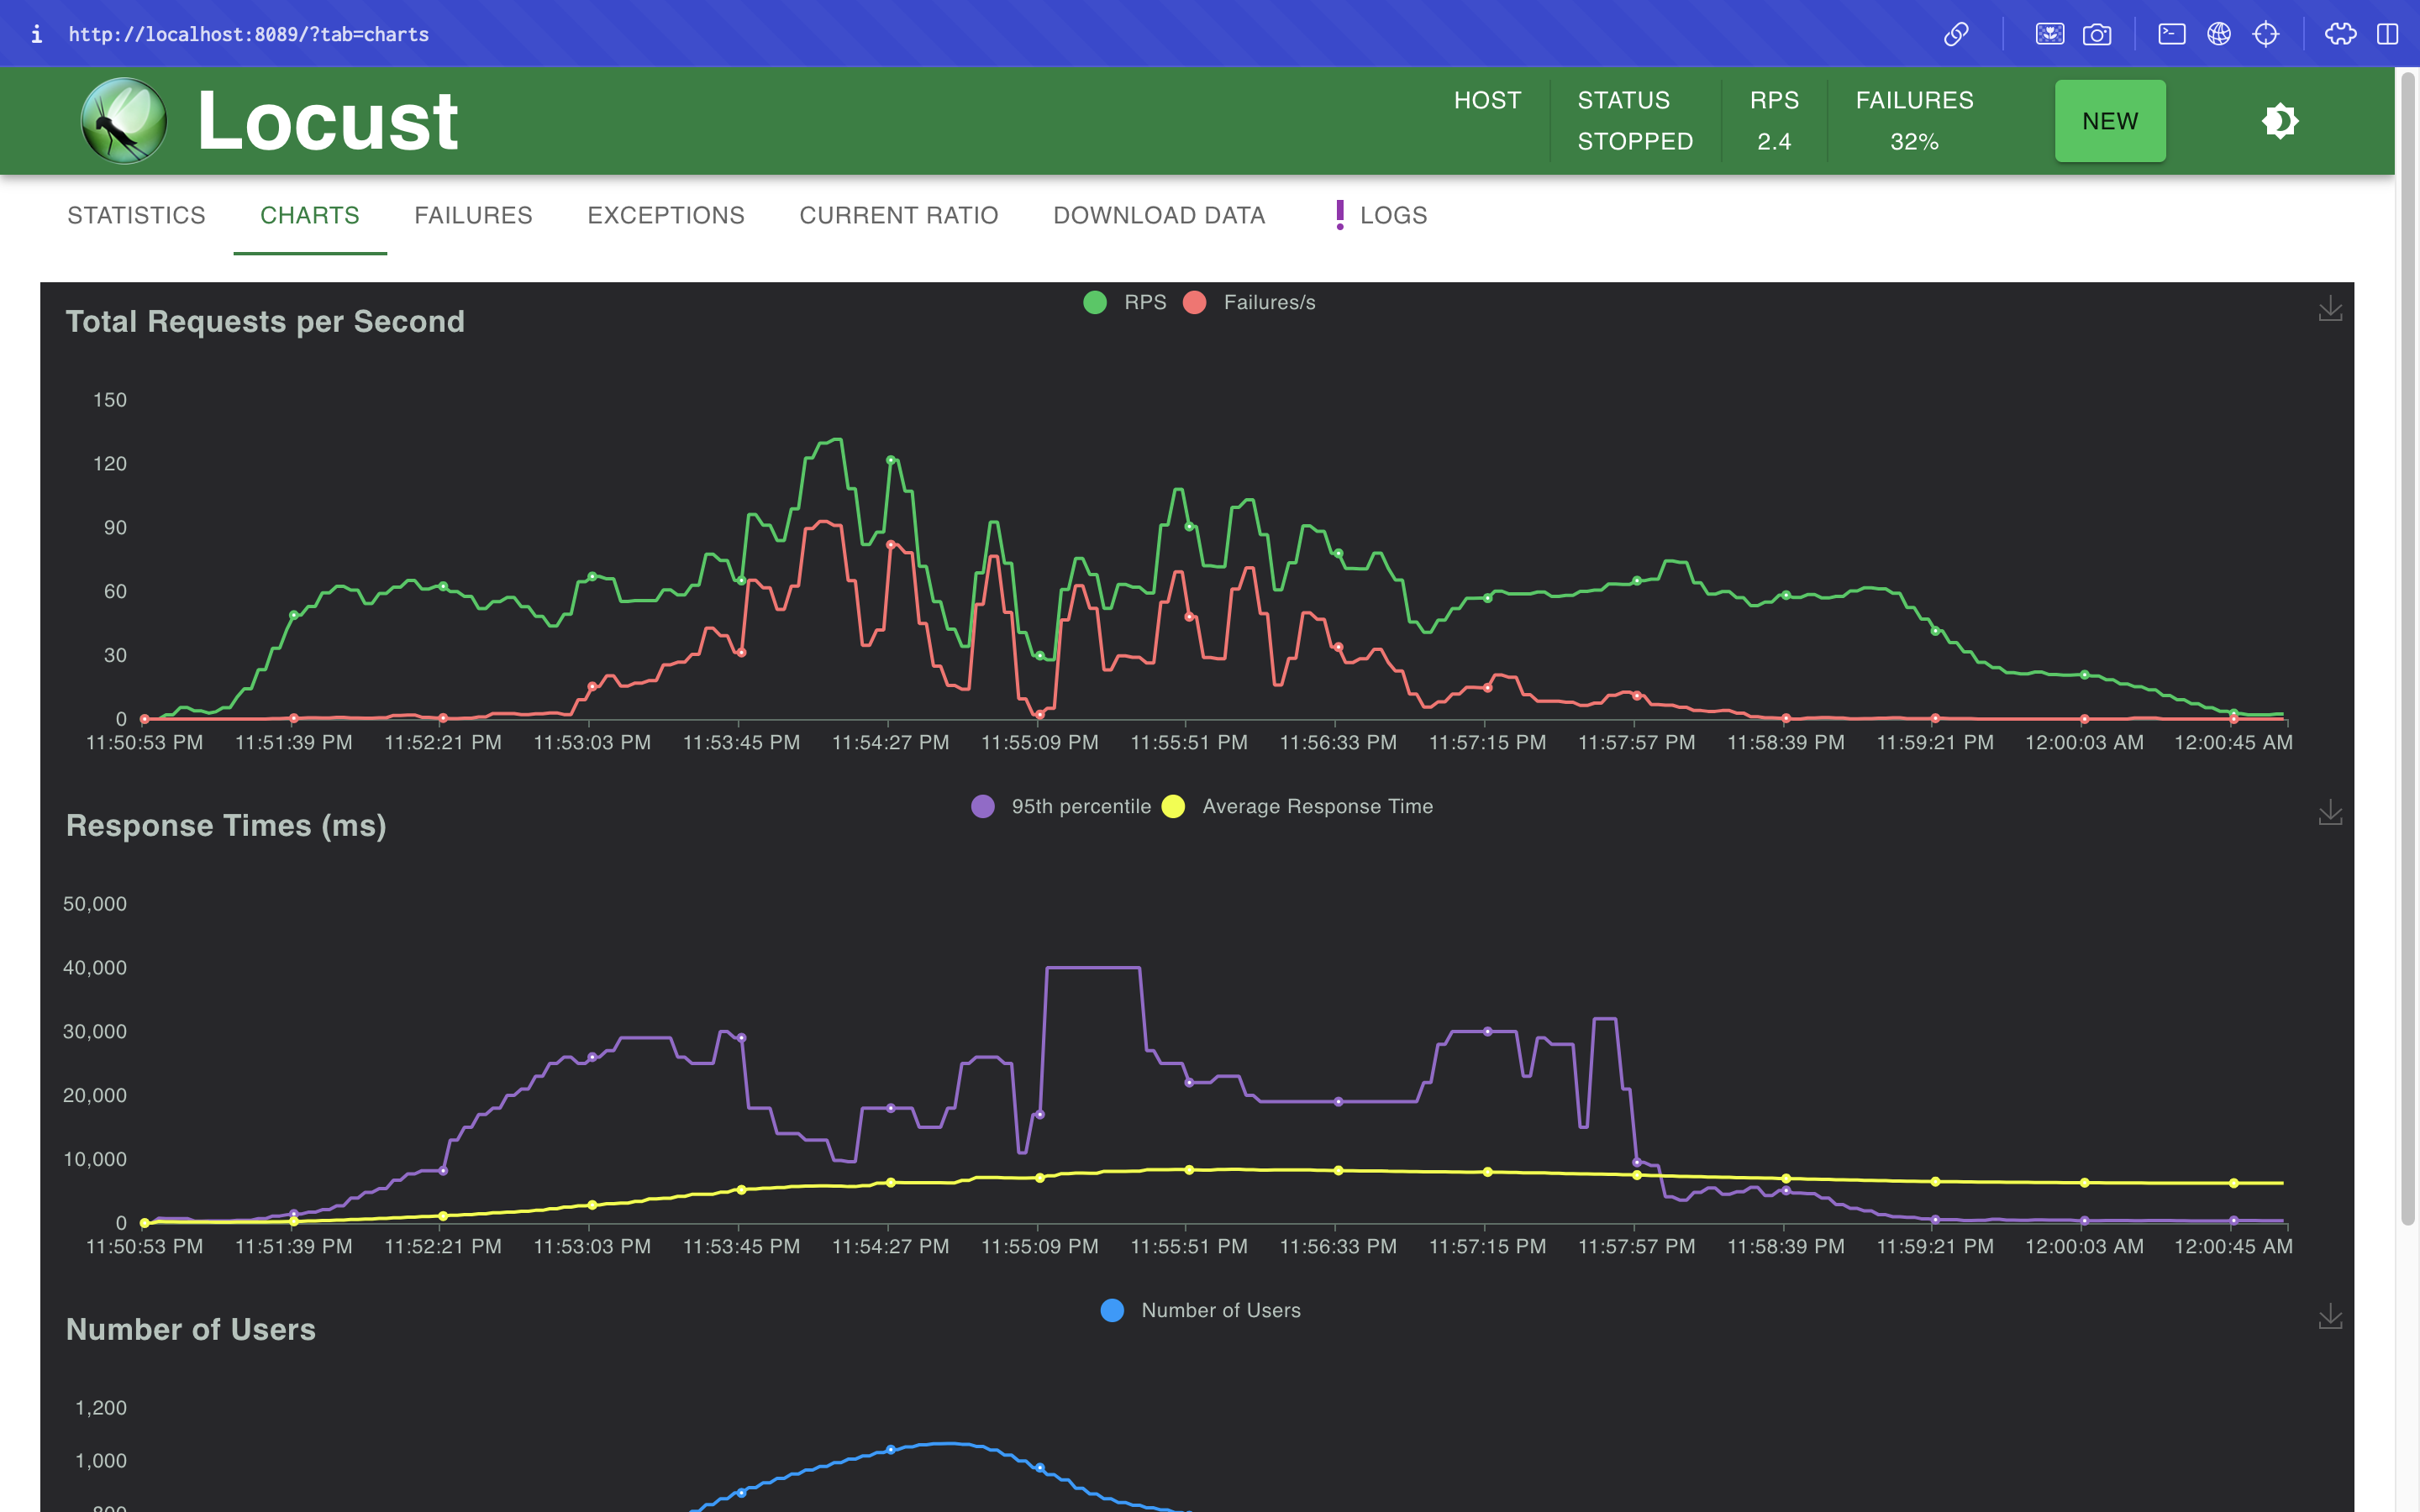 http://localhost:8089/?tab=charts
Locust
HOST
STATUS
STOPPED
RPS
2.4
FAILURES
32%
NEW
STATISTICS CHARTS FAILURES EXCEPTIONS CURRENT RATIO DOWNLOAD DATA LOGS
Total Requests per Second
RPS Failures/s
150
120
90
60
30
0
11:50:53 PM 11:51:39 PM 11:52:21 PM 11:53:03 PM 11:53:45 PM 11:54:27 PM 11:55:09 PM 11:55:51 PM 11:56:33 PM 11:57:15 PM 11:57:57 PM 11:58:39 PM 11:59:21 PM 12:00:03 AM 12:00:45 AM
Response Times (ms)
95th percentile Average Response Time
50,000
40,000
30,000
20,000
10,000
0
11:50:53 PM 11:51:39 PM 11:52:21 PM 11:53:03 PM 11:53:45 PM 11:54:27 PM 11:55:09 PM 11:55:51 PM 11:56:33 PM 11:57:15 PM 11:57:57 PM 11:58:39 PM 11:59:21 PM 12:00:03 AM 12:00:45 AM
Number of Users
Number of Users
1,200
1,000
800